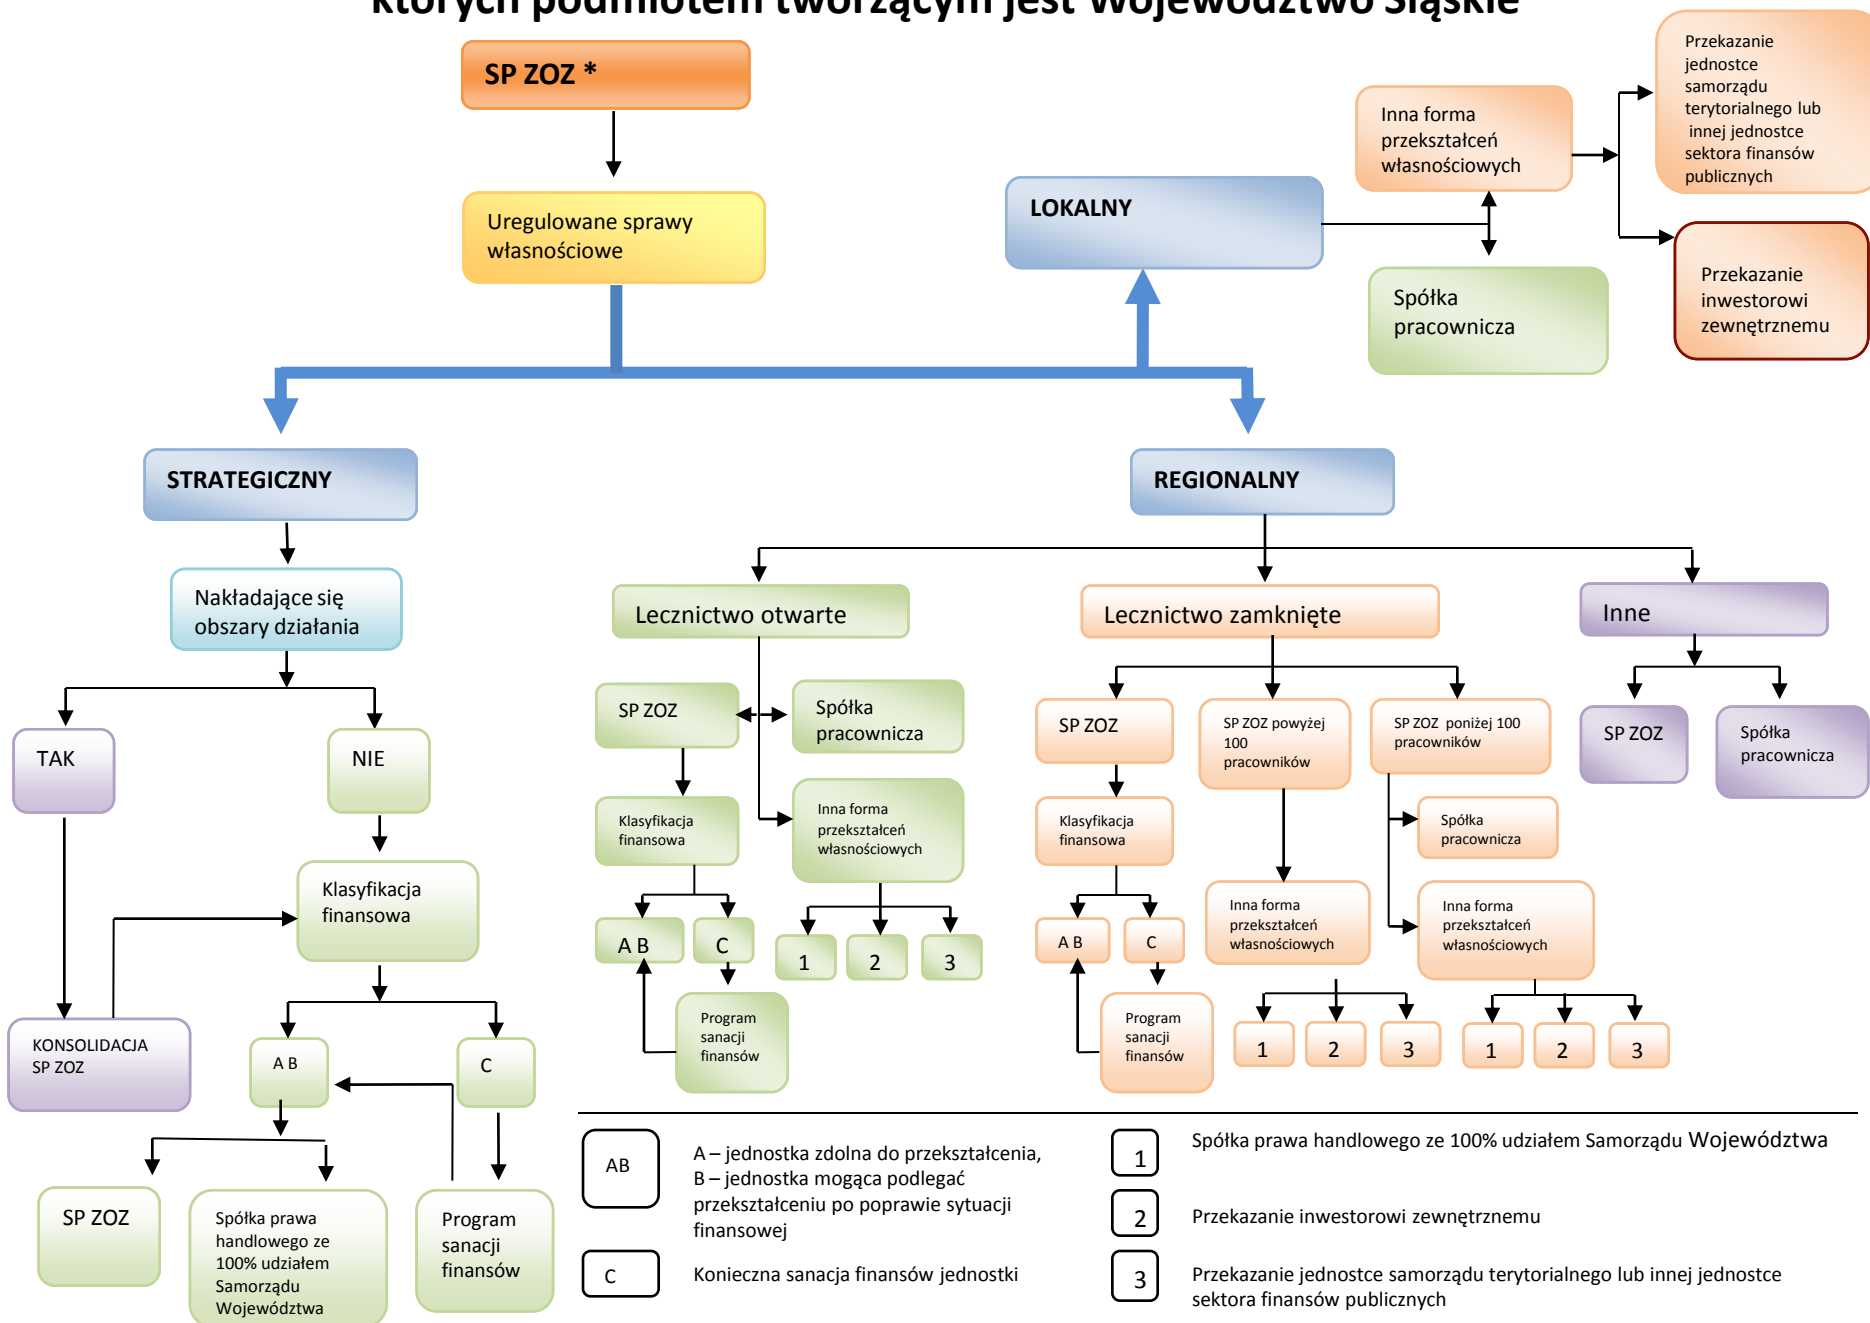 których podmiotem tworzącym jest Województwo Śląskie
SP ZOZ *
Uregulowane sprawy
własnościowe
LOKALNY
Inna forma
przekształceń
własnościowych
Przekazanie
jednostce
samorządu
terytorialnego lub
innej jednostce
sektora finansów
publicznych
Spółka
pracownicza
Przekazanie
inwestorowi
zewnętrznemu
STRATEGICZNY
REGIONALNY
Nakładające się
obszary działania
TAK
NIE
Klasyfikacja
finansowa
KONSOLIDACJA
SP ZOZ
A B
C
SP ZOZ
Spółka prawa
handlowego ze
100% udziałem
Samorządu
Województwa
Program
sanacji
finansów
Lecznictwo otwarte
SP ZOZ
Spółka
pracownicza
Klasyfikacja
finansowa
Inna forma
przekształceń
własnościowych
A B
C
1
2
3
Program
sanacji
finansów
Lecznictwo zamknięte
SP ZOZ
SP ZOZ powyżej
100
pracowników
SP ZOZ poniżej 100
pracowników
Klasyfikacja
finansowa
Spółka
pracownicza
Inna forma
przekształceń
własnościowych
Inna forma
przekształceń
własnościowych
A B
C
Program
sanacji
finansów
1
2
3
1
2
3
Inne
SP ZOZ
Spółka
pracownicza
AB
A – jednostka zdolna do przekształcenia,
B – jednostka mogąca podlegać
przekształceniu po poprawie sytuacji
finansowej
C
Konieczna sanacja finansów jednostki
1
Spółka prawa handlowego ze 100% udziałem Samorządu Województwa
2
Przekazanie inwestorowi zewnętrznemu
3
Przekazanie jednostce samorządu terytorialnego lub innej jednostce
sektora finansów publicznych